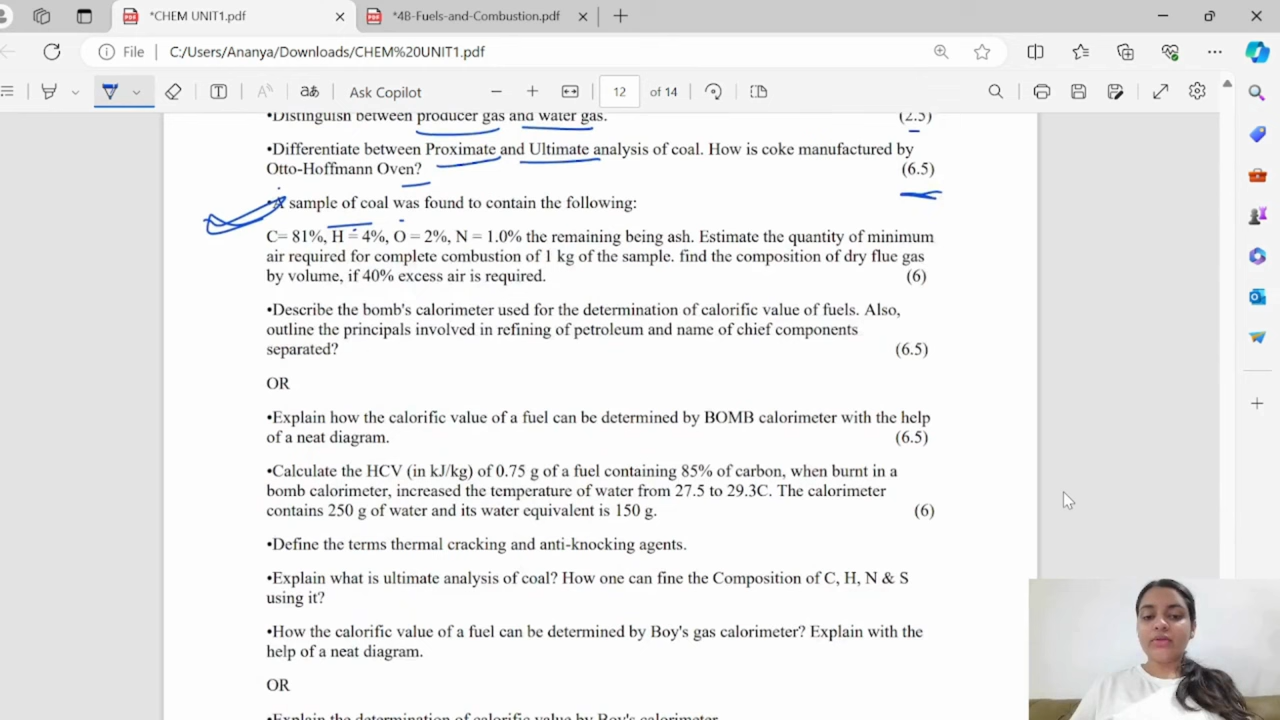 *CHEM UNIT1.pdf
*4B-Fuels-and-Combustion.pdf
File
C:/Users/Ananya/Downloads/CHEM%20UNIT1.pdf
Ask Copilot
12
of 14
•Distinguish between producer gas and water gas. (2.5)
•Differentiate between Proximate and Ultimate analysis of coal. How is coke manufactured by
Otto-Hoffmann Oven? (6.5)
•A sample of coal was found to contain the following:
C= 81%, H = 4%, O = 2%, N = 1.0% the remaining being ash. Estimate the quantity of minimum
air required for complete combustion of 1 kg of the sample. find the composition of dry flue gas
by volume, if 40% excess air is required. (6)
•Describe the bomb's calorimeter used for the determination of calorific value of fuels. Also,
outline the principals involved in refining of petroleum and name of chief components
separated? (6.5)
OR
•Explain how the calorific value of a fuel can be determined by BOMB calorimeter with the help
of a neat diagram. (6.5)
•Calculate the HCV (in kJ/kg) of 0.75 g of a fuel containing 85% of carbon, when burnt in a
bomb calorimeter, increased the temperature of water from 27.5 to 29.3C. The calorimeter
contains 250 g of water and its water equivalent is 150 g. (6)
•Define the terms thermal cracking and anti-knocking agents.
•Explain what is ultimate analysis of coal? How one can fine the Composition of C, H, N & S
using it?
•How the calorific value of a fuel can be determined by Boy's gas calorimeter? Explain with the
help of a neat diagram.
OR
•Explain the determination of calorific value by Boy's calorimeter